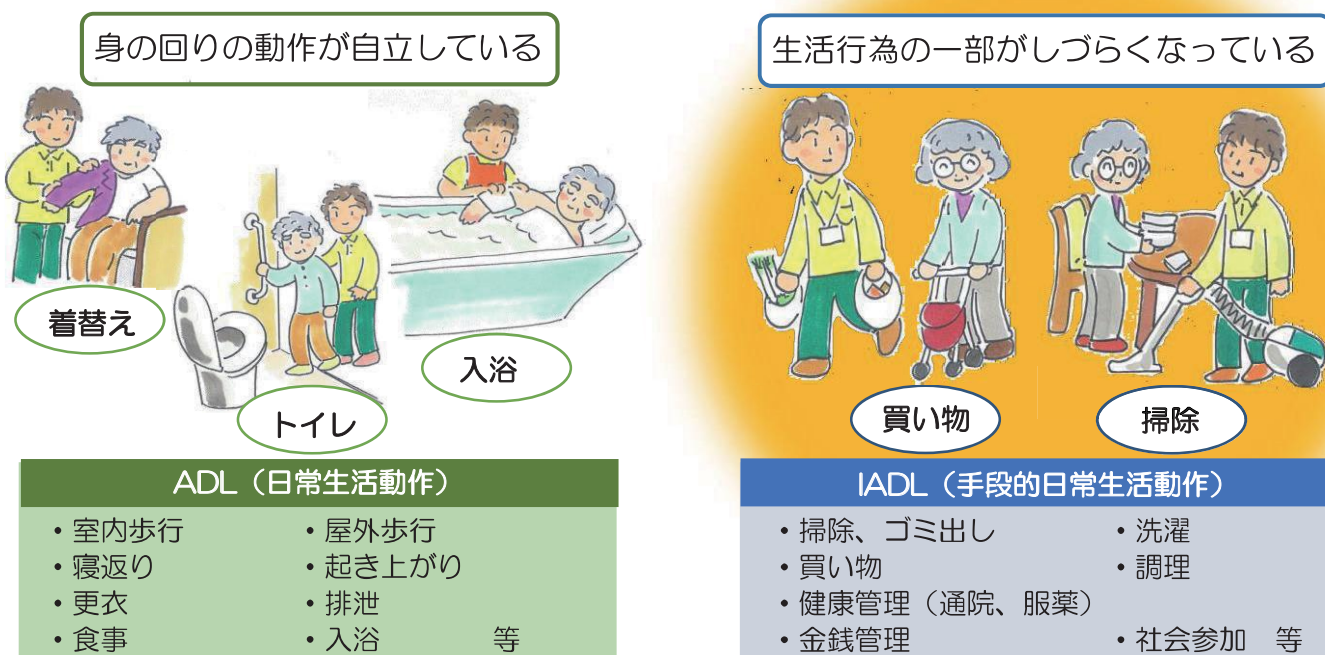 身の回りの動作が自立している
着替え
トイレ
入浴
ADL（日常生活動作）
・室内歩行 ・屋外歩行
・寝返り ・起き上がり
・更衣 ・排泄
・食事 ・入浴 等
生活行為の一部がしづらくなっている
買い物
掃除
IADL（手段的日常生活動作）
・掃除、ゴミ出し ・洗濯
・買い物 ・調理
・健康管理（通院、服薬）
・金銭管理 ・社会参加 等